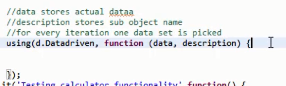 //data stores actual dataa
//description stores sub object name
//for every iteration one data set is picked
using(d.Datadriven, function (data, description) {
});
it('Testing calculator functionality' function() {